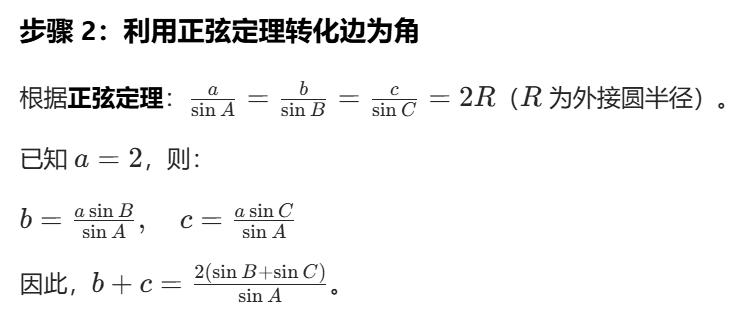 步骤 2：利用正弦定理转化边为角
根据正弦定理：$\frac{a}{\sin A} = \frac{b}{\sin B} = \frac{c}{\sin C} = 2R$（$R$ 为外接圆半径）。
已知 $a = 2$，则：
$b = \frac{a \sin B}{\sin A}, \quad c = \frac{a \sin C}{\sin A}$
因此，$b + c = \frac{2(\sin B + \sin C)}{\sin A}$。